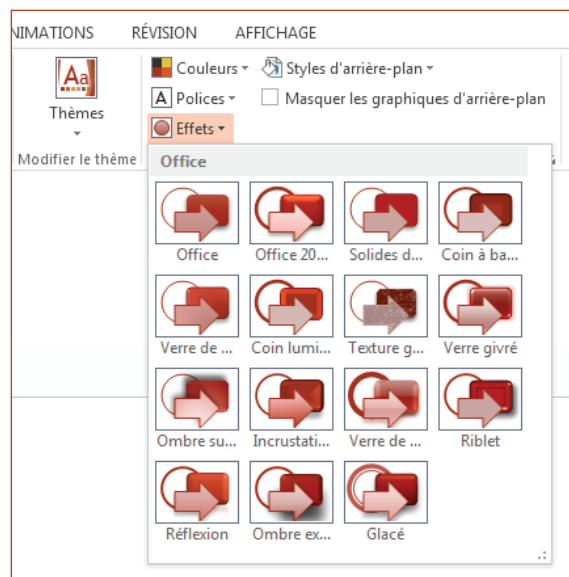 NIMATIONS RÉVISION AFFICHAGE
Aa
Thèmes
Couleurs Styles d'arrière-plan
A Polices Masquer les graphiques d'arrière-plan
Effets
Modifier le thème
Office
Office Office 20... Solides d... Coin à ba...
Verre de ... Coin lumi... Texture g... Verre givré
Ombre su... Incrustati... Verre de ... Riblet
Réflexion Ombre ex... Glacé